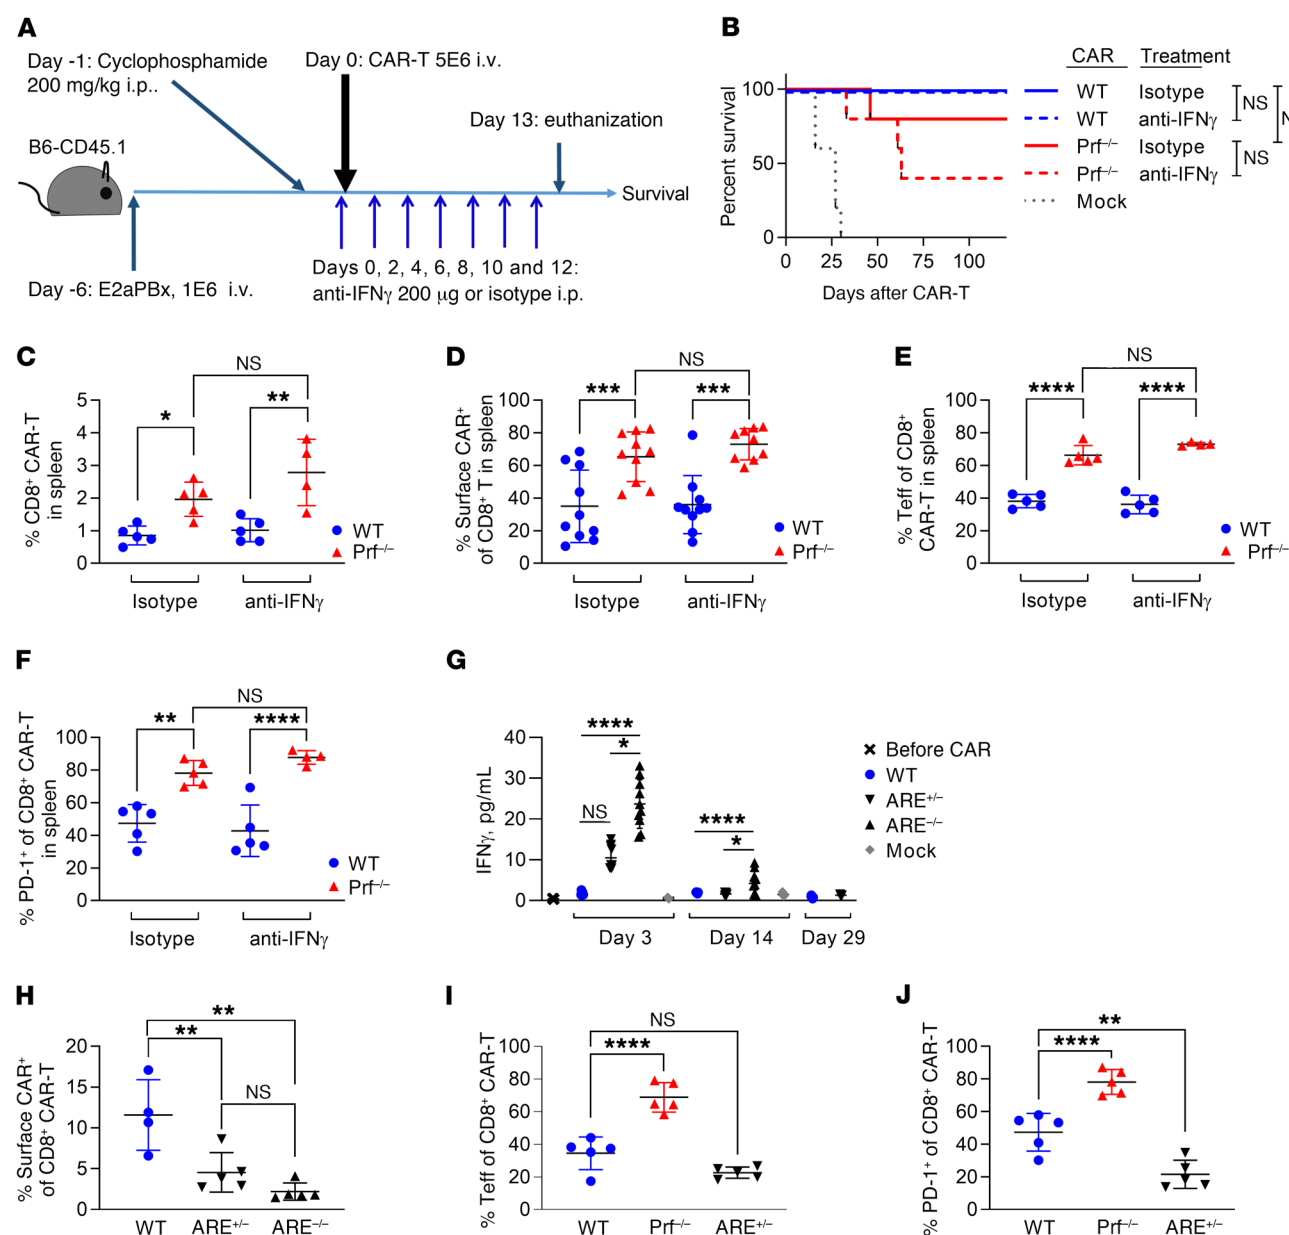 A
Day -1: Cyclophosphamide
200 mg/kg i.p..
Day 0: CAR-T 5E6 i.v.
Day 13: euthanization
B6-CD45.1
Survival
Days 0, 2, 4, 6, 8, 10 and 12:
anti-IFNγ 200 µg or isotype i.p.
Day -6: E2aPBx, 1E6 i.v.
B
CAR Treatment
WT Isotype
WT anti-IFNγ
Prf–/– Isotype
Prf–/– anti-IFNγ
Mock
NS
NS
N
Percent survival
100
50
0
0 25 50 75 100
Days after CAR-T
C
% CD8+ CAR-T
in spleen
5
4
3
2
1
0
*
**
NS
WT
Prf–/–
Isotype anti-IFNγ
D
% Surface CAR+
of CD8+ T in spleen
100
80
60
40
20
0
***
***
NS
WT
Prf–/–
Isotype anti-IFNγ
E
% Teff of CD8+
CAR-T in spleen
100
80
60
40
20
0
****
****
NS
WT
Prf–/–
Isotype anti-IFNγ
F
% PD-1+ of CD8+ CAR-T
in spleen
100
80
60
40
20
0
**
****
NS
WT
Prf–/–
Isotype anti-IFNγ
G
IFNγ, pg/mL
40
30
20
10
0
****
*
NS
****
*
Before CAR
WT
ARE+/–
ARE–/–
Mock
Day 3 Day 14 Day 29
H
% Surface CAR+
of CD8+ CAR-T
20
15
10
5
0
**
**
NS
WT ARE+/– ARE–/–
I
% Teff of CD8+ CAR-T
100
80
60
40
20
0
NS
****
WT Prf–/– ARE+/–
J
% PD-1+ of CD8+ CAR-T
100
80
60
40
20
0
**
****
WT Prf–/– ARE+/–